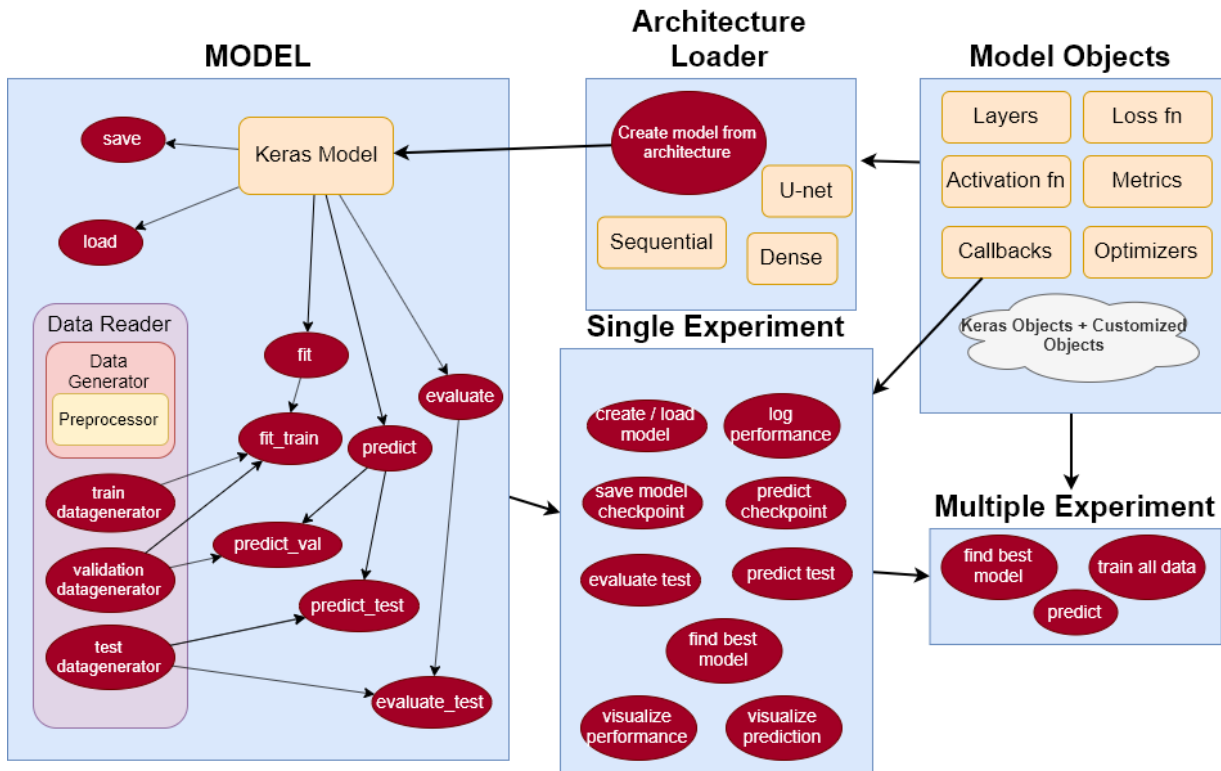 MODEL
save
Keras Model
load
Data Reader
Data
Generator
Preprocessor
fit
evaluate
fit_train
predict
train
datagenerator
predict_val
validation
datagenerator
predict_test
test
datagenerator
evaluate_test
Architecture
Loader
Create model from
architecture
U-net
Sequential
Dense
Model Objects
Layers
Loss fn
Activation fn
Metrics
Callbacks
Optimizers
Keras Objects + Customized
Objects
Single Experiment
create / load
model
log
performance
save model
checkpoint
predict
checkpoint
evaluate test
predict test
find best
model
visualize
performance
visualize
prediction
Multiple Experiment
find best
model
train all data
predict